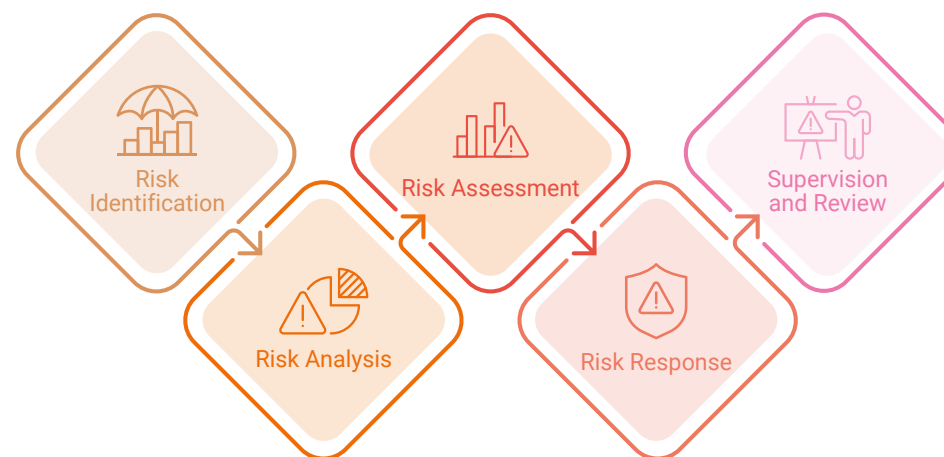 Risk
Identification
Risk Analysis
Risk Assessment
Risk Response
Supervision
and Review